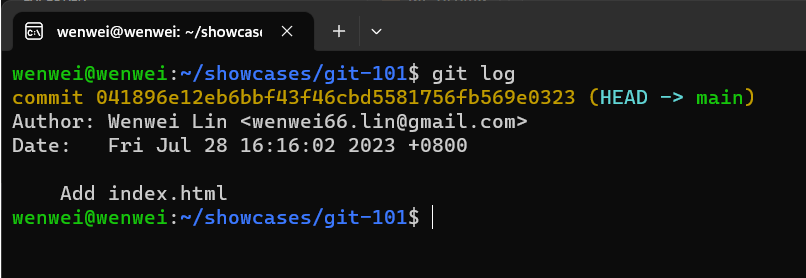 wenwei@wenwei: ~/showcase
wenwei@wenwei:~/showcases/git-101$ git log
commit 041896e12eb6bbf43f46cbd5581756fb569e0323 (HEAD -> main)
Author: Wenwei Lin <wenwei66.lin@gmail.com>
Date:   Fri Jul 28 16:16:02 2023 +0800
    Add index.html
wenwei@wenwei:~/showcases/git-101$